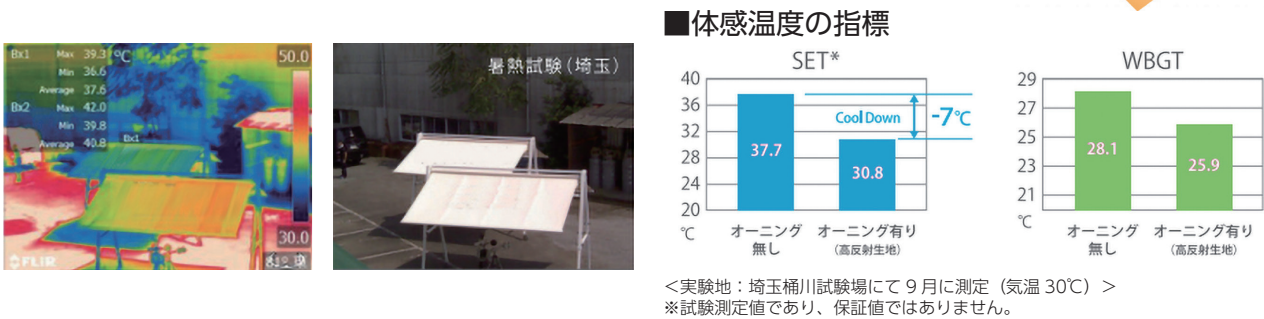 Bx1 Max 39.3 ℃
Min 36.6
Average 37.6
Bx2 Max 42.0
Min 39.8
Average 40.8
50.0
Bx1
30.0
FLIR
暑熱試験(埼玉)
■体感温度の指標
SET*
40
36
32
28
24
20
℃
37.7
30.8
Cool Down
-7℃
オーニング
無し
オーニング有り
(高反射生地)
WBGT
29
27
25
23
21
℃
28.1
25.9
オーニング
無し
オーニング有り
(高反射生地)
<実験地:埼玉桶川試験場にて 9 月に測定(気温 30℃)>
※試験測定値であり、保証値ではありません。